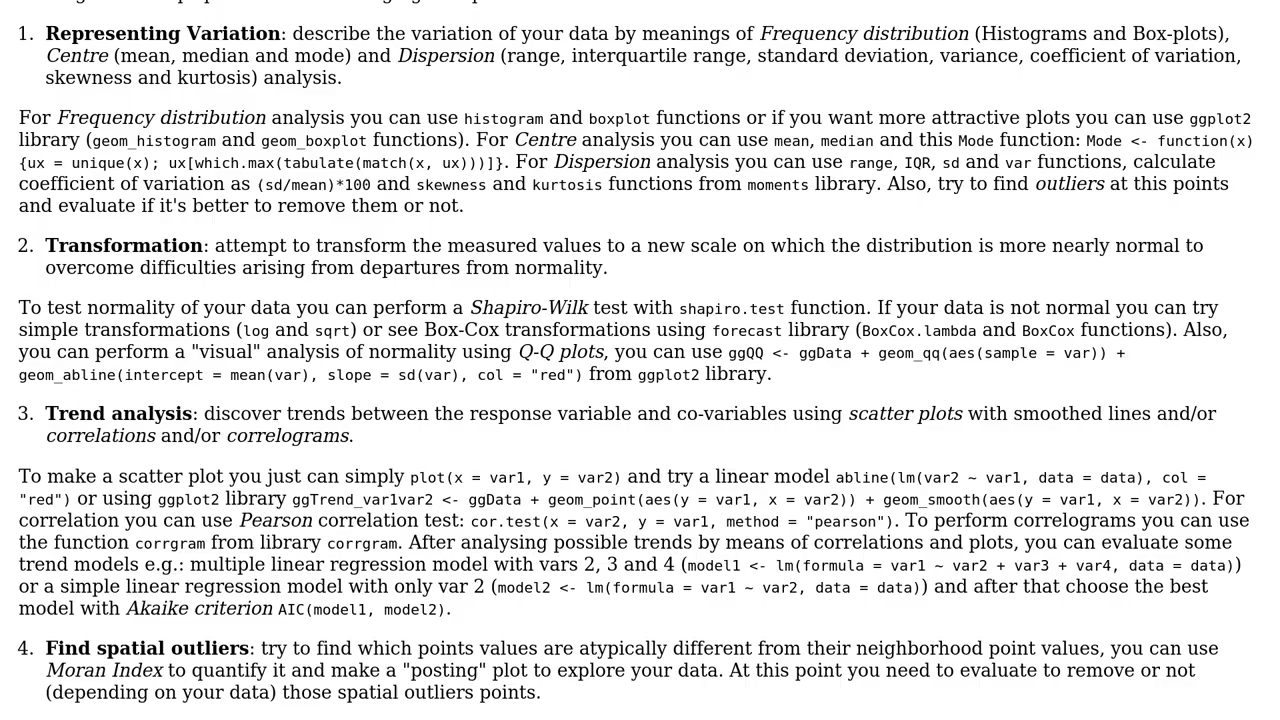 1. Representing Variation: describe the variation of your data by meanings of Frequency distribution (Histograms and Box-plots),
Centre (mean, median and mode) and Dispersion (range, interquartile range, standard deviation, variance, coefficient of variation,
skewness and kurtosis) analysis.
For Frequency distribution analysis you can use histogram and boxplot functions or if you want more attractive plots you can use ggplot2
library (geom_histogram and geom_boxplot functions). For Centre analysis you can use mean, median and this Mode function: Mode <- function(x)
{ux = unique(x); ux[which.max(tabulate(match(x, ux)))]}. For Dispersion analysis you can use range, IQR, sd and var functions, calculate
coefficient of variation as (sd/mean)*100 and skewness and kurtosis functions from moments library. Also, try to find outliers at this points
and evaluate if it's better to remove them or not.
2. Transformation: attempt to transform the measured values to a new scale on which the distribution is more nearly normal to
overcome difficulties arising from departures from normality.
To test normality of your data you can perform a Shapiro-Wilk test with shapiro.test function. If your data is not normal you can try
simple transformations (log and sqrt) or see Box-Cox transformations using forecast library (BoxCox.lambda and BoxCox functions). Also,
you can perform a "visual" analysis of normality using Q-Q plots, you can use ggQQ <- ggData + geom_qq(aes(sample = var)) +
geom_abline(intercept = mean(var), slope = sd(var), col = "red") from ggplot2 library.
3. Trend analysis: discover trends between the response variable and co-variables using scatter plots with smoothed lines and/or
correlations and/or correlograms.
To make a scatter plot you just can simply plot(x = var1, y = var2) and try a linear model abline(lm(var2 ~ var1, data = data), col =
"red") or using ggplot2 library ggTrend_var1var2 <- ggData + geom_point(aes(y = var1, x = var2)) + geom_smooth(aes(y = var1, x = var2)). For
correlation you can use Pearson correlation test: cor.test(x = var2, y = var1, method = "pearson"). To perform correlograms you can use
the function corrgram from library corrgram. After analysing possible trends by means of correlations and plots, you can evaluate some
trend models e.g.: multiple linear regression model with vars 2, 3 and 4 (model1 <- lm(formula = var1 ~ var2 + var3 + var4, data = data))
or a simple linear regression model with only var 2 (model2 <- lm(formula = var1 ~ var2, data = data)) and after that choose the best
model with Akaike criterion AIC(model1, model2).
4. Find spatial outliers: try to find which points values are atypically different from their neighborhood point values, you can use
Moran Index to quantify it and make a "posting" plot to explore your data. At this point you need to evaluate to remove or not
(depending on your data) those spatial outliers points.